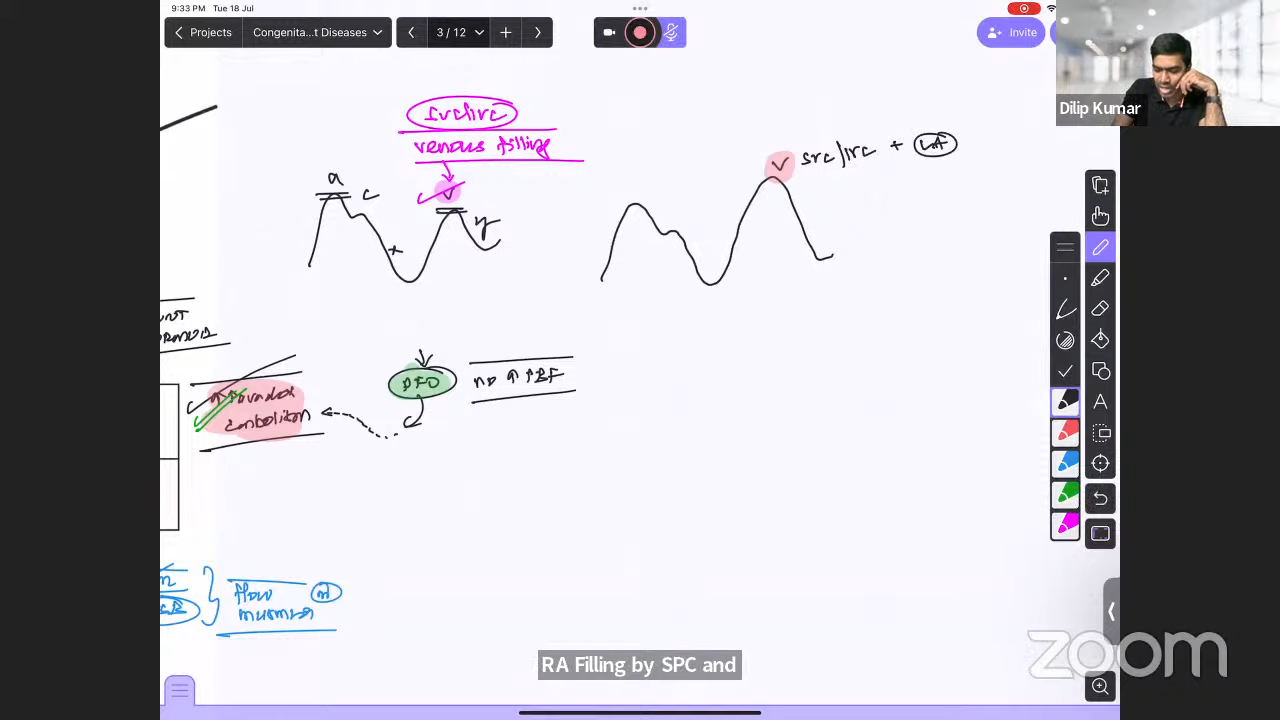 9:33 PM Tue 18 Jul
Projects
Congenita...t Diseases
3 / 12
Invite
Dilip Kumar
svc/ivc
venous filling
a
c
v
x
y
v svc/ivc + LA
PFO
no ↑ PBF
Paradox
embolism
flow
murmurs
zoom
RA Filling by SPC and